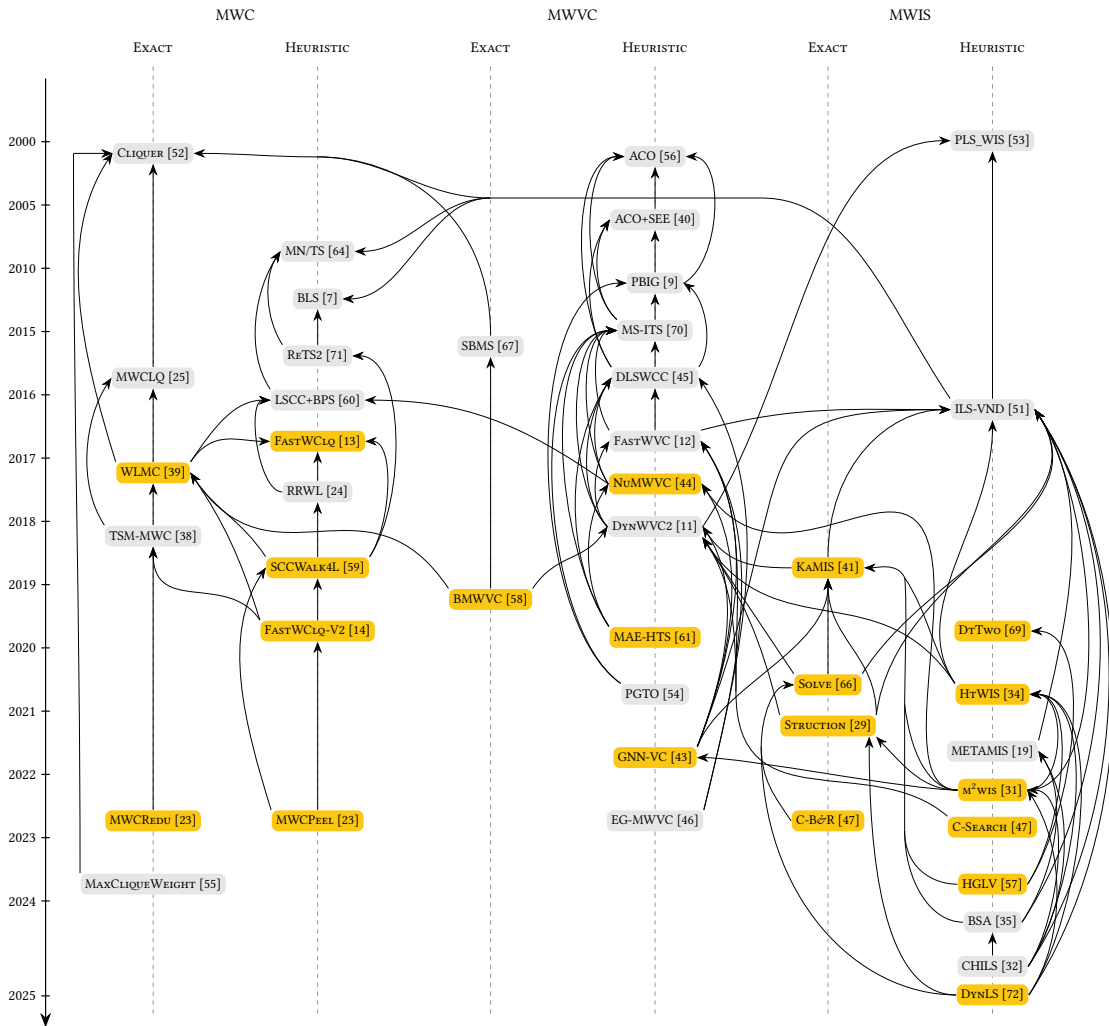 MWC MWVC MWIS
Exact Heuristic Exact Heuristic Exact Heuristic
2000
Cliquer [52]
ACO [56]
PLS_WIS [53]
2005
ACO+SEE [40]
MN/TS [64]
2010
PBIG [9]
BLS [7]
2015
MS-ITS [70]
SBMS [67]
ReTS2 [71]
MWCLQ [25]
DLSWCC [45]
2016
LSCC+BPS [60]
ILS-VND [51]
FastWClq [13]
FastWVC [12]
2017
WLMC [39]
NuMWVC [44]
RRWL [24]
2018
DynWVC2 [11]
TSM-MWC [38]
SCCWalk4L [59]
KaMIS [41]
2019
BMWVC [58]
FastWClq-V2 [14]
MAE-HTS [61]
DtTwo [69]
2020
Solve [66]
PGTO [54]
HtWIS [34]
2021
Struction [29]
METAMIS [19]
GNN-VC [43]
2022
m²wis [31]
MWCRedu [23]
MWCPeel [23]
EG-MWVC [46]
C-B&R [47]
C-Search [47]
2023
MaxCliqueWeight [55]
HGLV [57]
2024
BSA [35]
CHILS [32]
2025
DynLS [72]